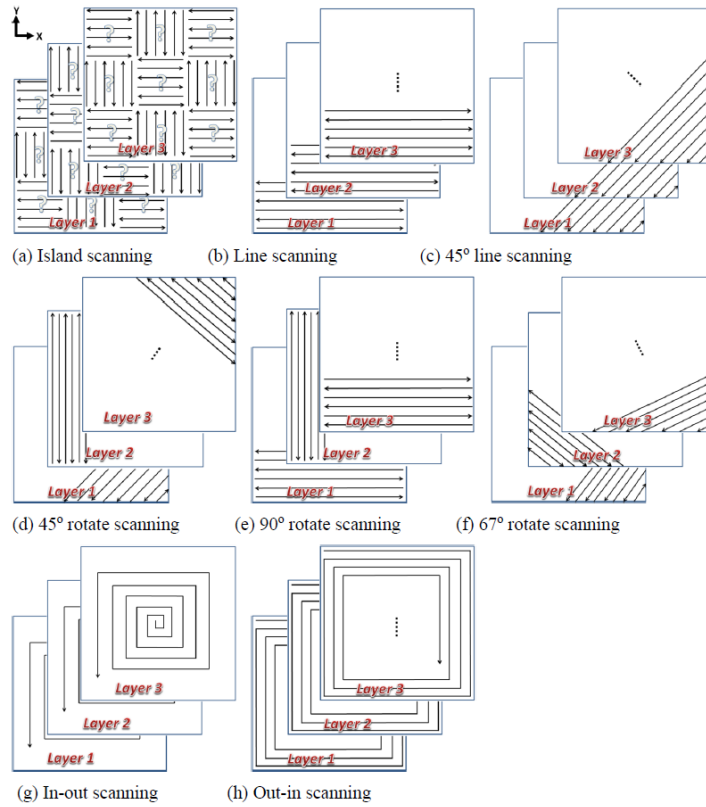 Y
X
? ? ?
? ? ?
? ? ?
Layer 3
Layer 2
Layer 1
Layer 3
Layer 2
Layer 1
Layer 3
Layer 2
Layer 1
(a) Island scanning (b) Line scanning (c) 45° line scanning
Layer 3
Layer 2
Layer 1
Layer 3
Layer 2
Layer 1
Layer 3
Layer 2
Layer 1
(d) 45° rotate scanning (e) 90° rotate scanning (f) 67° rotate scanning
Layer 3
Layer 2
Layer 1
Layer 3
Layer 2
Layer 1
(g) In-out scanning (h) Out-in scanning